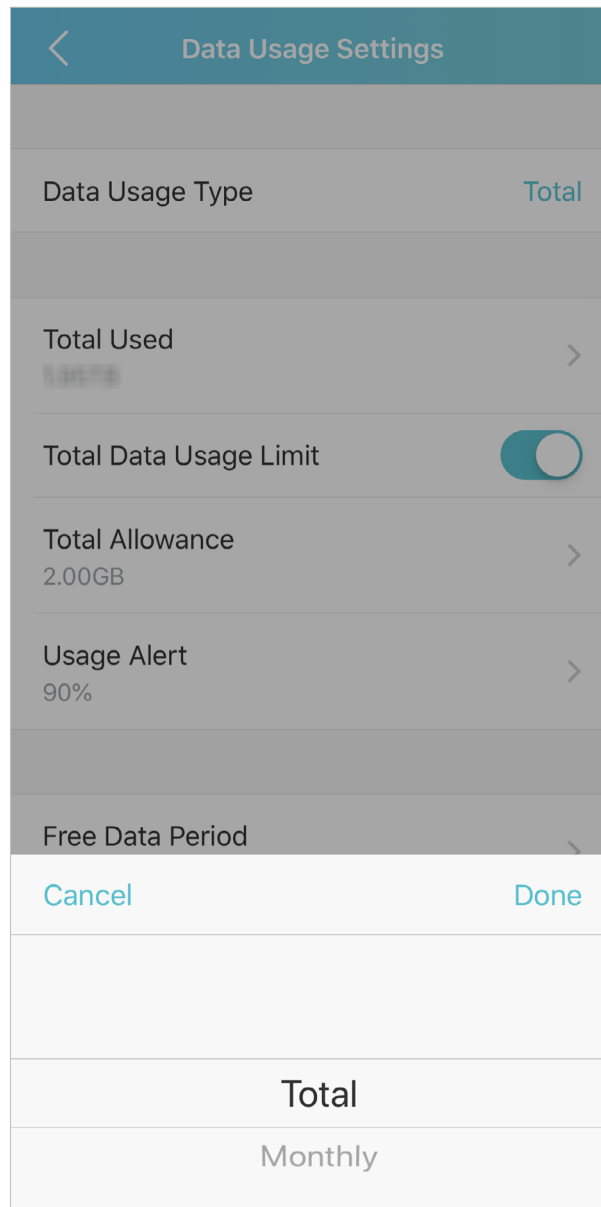 Data Usage Settings
Data Usage Type
Total
Total Used
Total Data Usage Limit
Total Allowance
2.00GB
Usage Alert
90%
Free Data Period
Cancel
Done
Total
Monthly